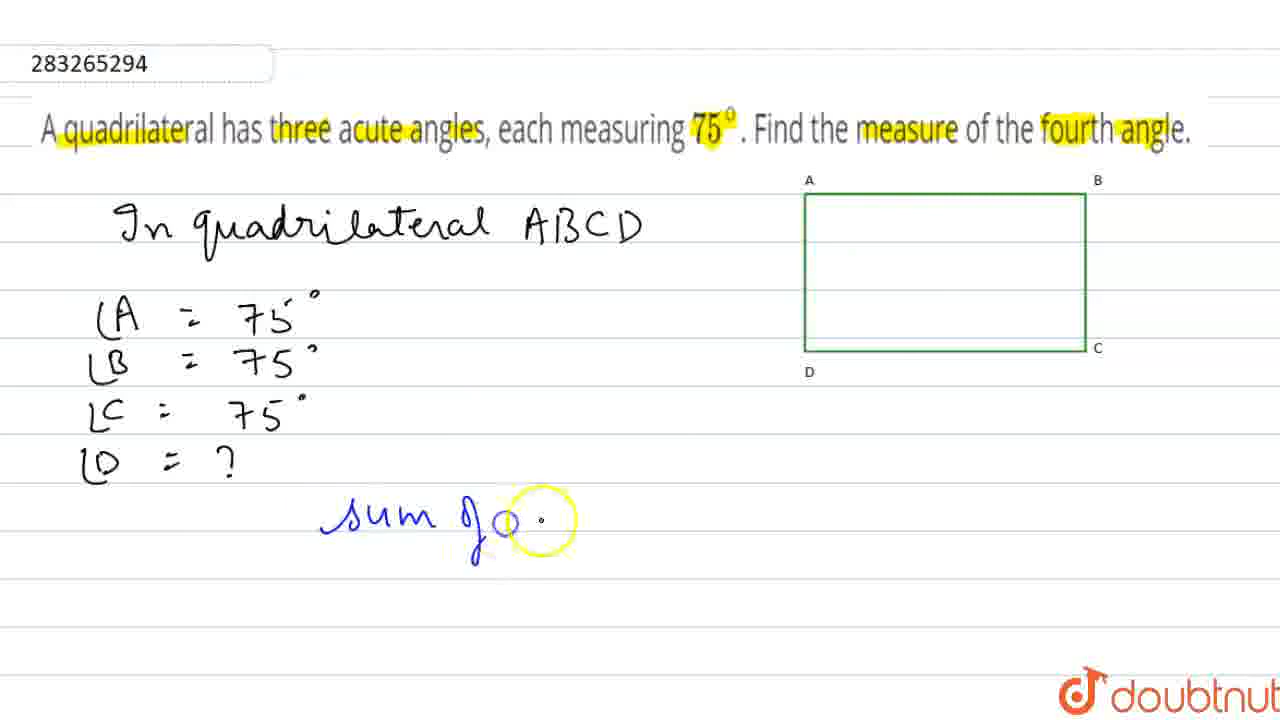 283265294
A quadrilateral has three acute angles, each measuring 75°. Find the measure of the fourth angle.
In quadrilateral ABCD
A B
∠A = 75°
∠B = 75°
C
D
∠C = 75°
∠D = ?
sum of
doubtnut